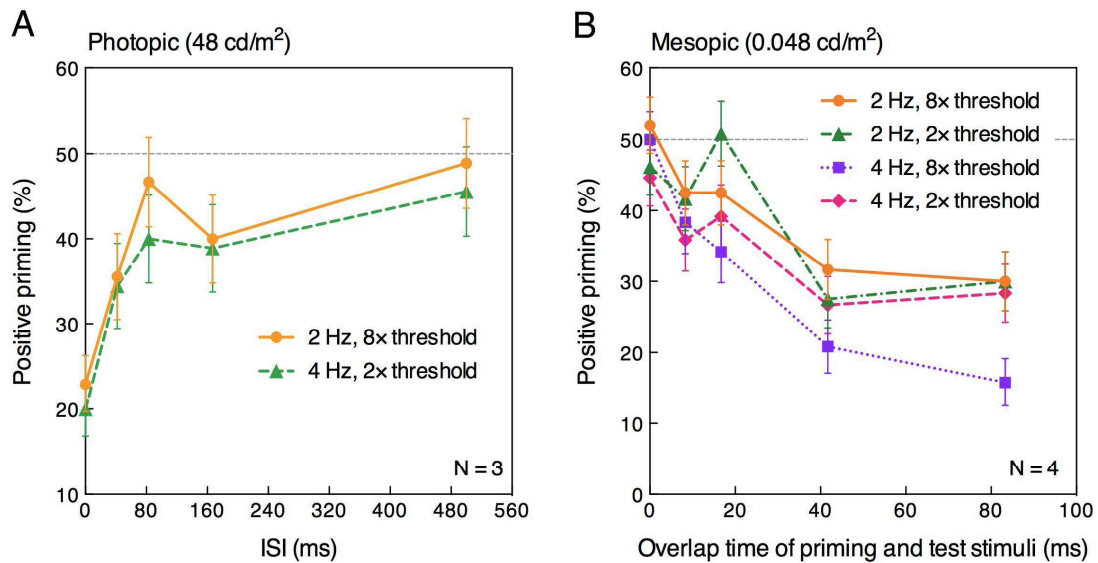 A
Photopic (48 cd/m²)
60
50
40
30
20
10
Positive priming (%)
2 Hz, 8× threshold
4 Hz, 2× threshold
N = 3
0 80 160 240 320 400 480 560
ISI (ms)
B
Mesopic (0.048 cd/m²)
60
50
40
30
20
10
0
Positive priming (%)
2 Hz, 8× threshold
2 Hz, 2× threshold
4 Hz, 8× threshold
4 Hz, 2× threshold
N = 4
0 20 40 60 80 100
Overlap time of priming and test stimuli (ms)